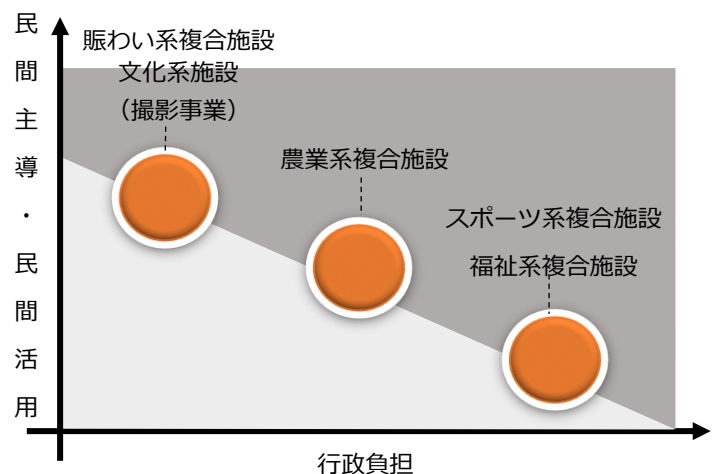 民間主導・民間活用
賑わい系複合施設
文化系施設
（撮影事業）
農業系複合施設
スポーツ系複合施設
福祉系複合施設
行政負担